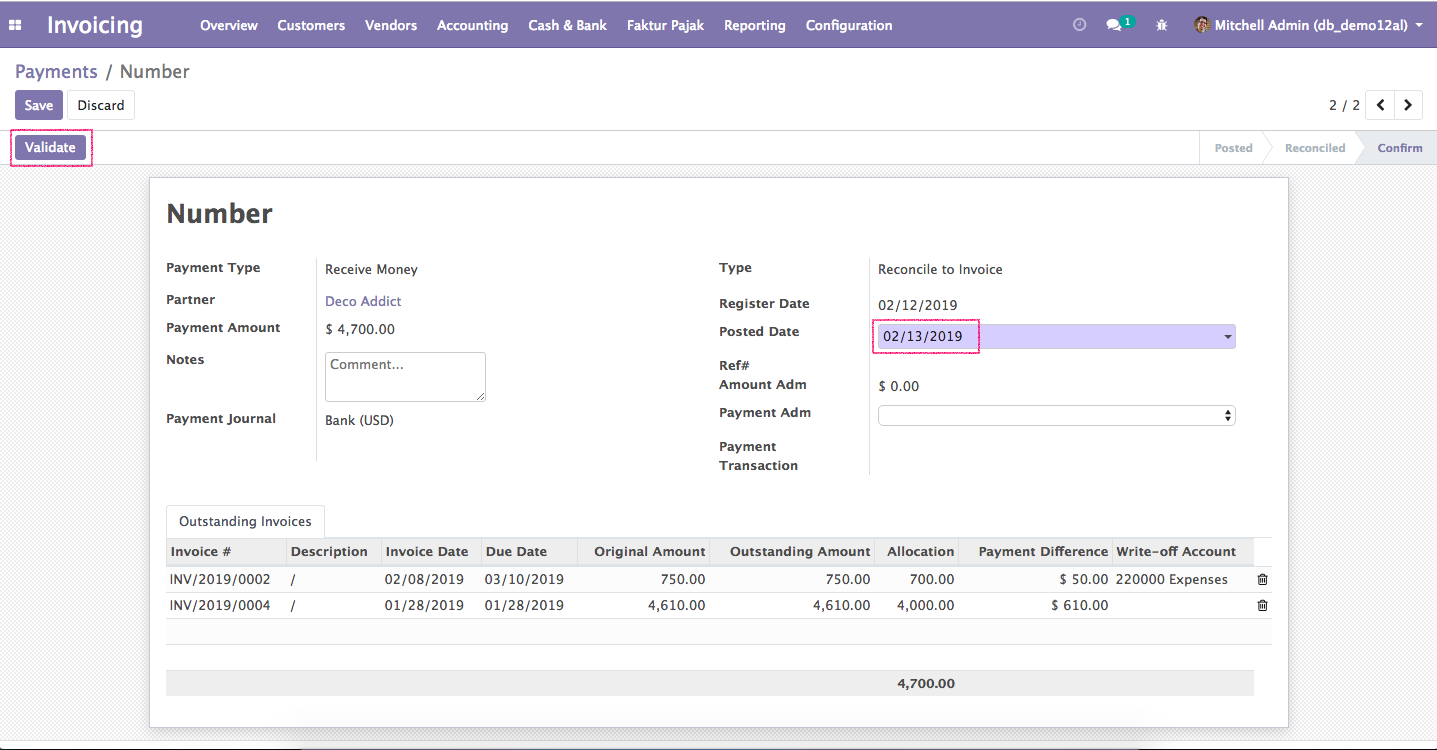 Invoicing Overview Customers Vendors Accounting Cash & Bank Faktur Pajak Reporting Configuration 1 Mitchell Admin (db_demo12al)
Payments / Number
Save Discard 2 / 2
Validate Posted Reconciled Confirm
Number
Payment Type Receive Money Type Reconcile to Invoice
Partner Deco Addict Register Date 02/12/2019
Payment Amount $ 4,700.00 Posted Date 02/13/2019
Notes Comment... Ref#
Amount Adm $ 0.00
Payment Journal Bank (USD) Payment Adm
Payment
Transaction
Outstanding Invoices
Invoice # Description Invoice Date Due Date Original Amount Outstanding Amount Allocation Payment Difference Write-off Account
INV/2019/0002 / 02/08/2019 03/10/2019 750.00 750.00 700.00 $ 50.00 220000 Expenses
INV/2019/0004 / 01/28/2019 01/28/2019 4,610.00 4,610.00 4,000.00 $ 610.00
4,700.00